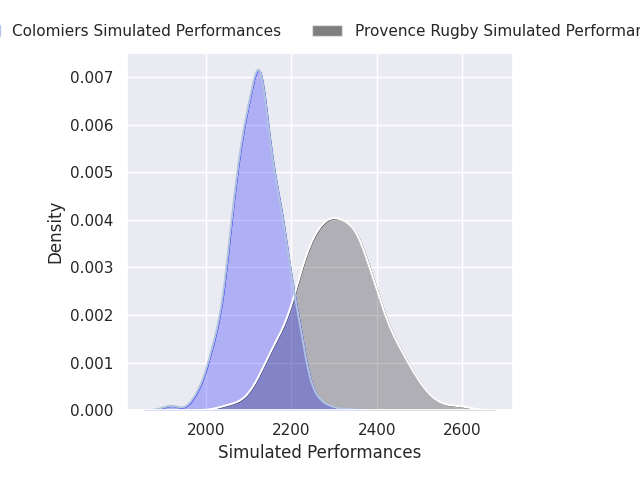 Colomiers Simulated Performances
Provence Rugby Simulated Performan
0.007
0.006
0.005
0.004
0.003
0.002
0.001
0.000
Density
2000 2200 2400 2600
Simulated Performances